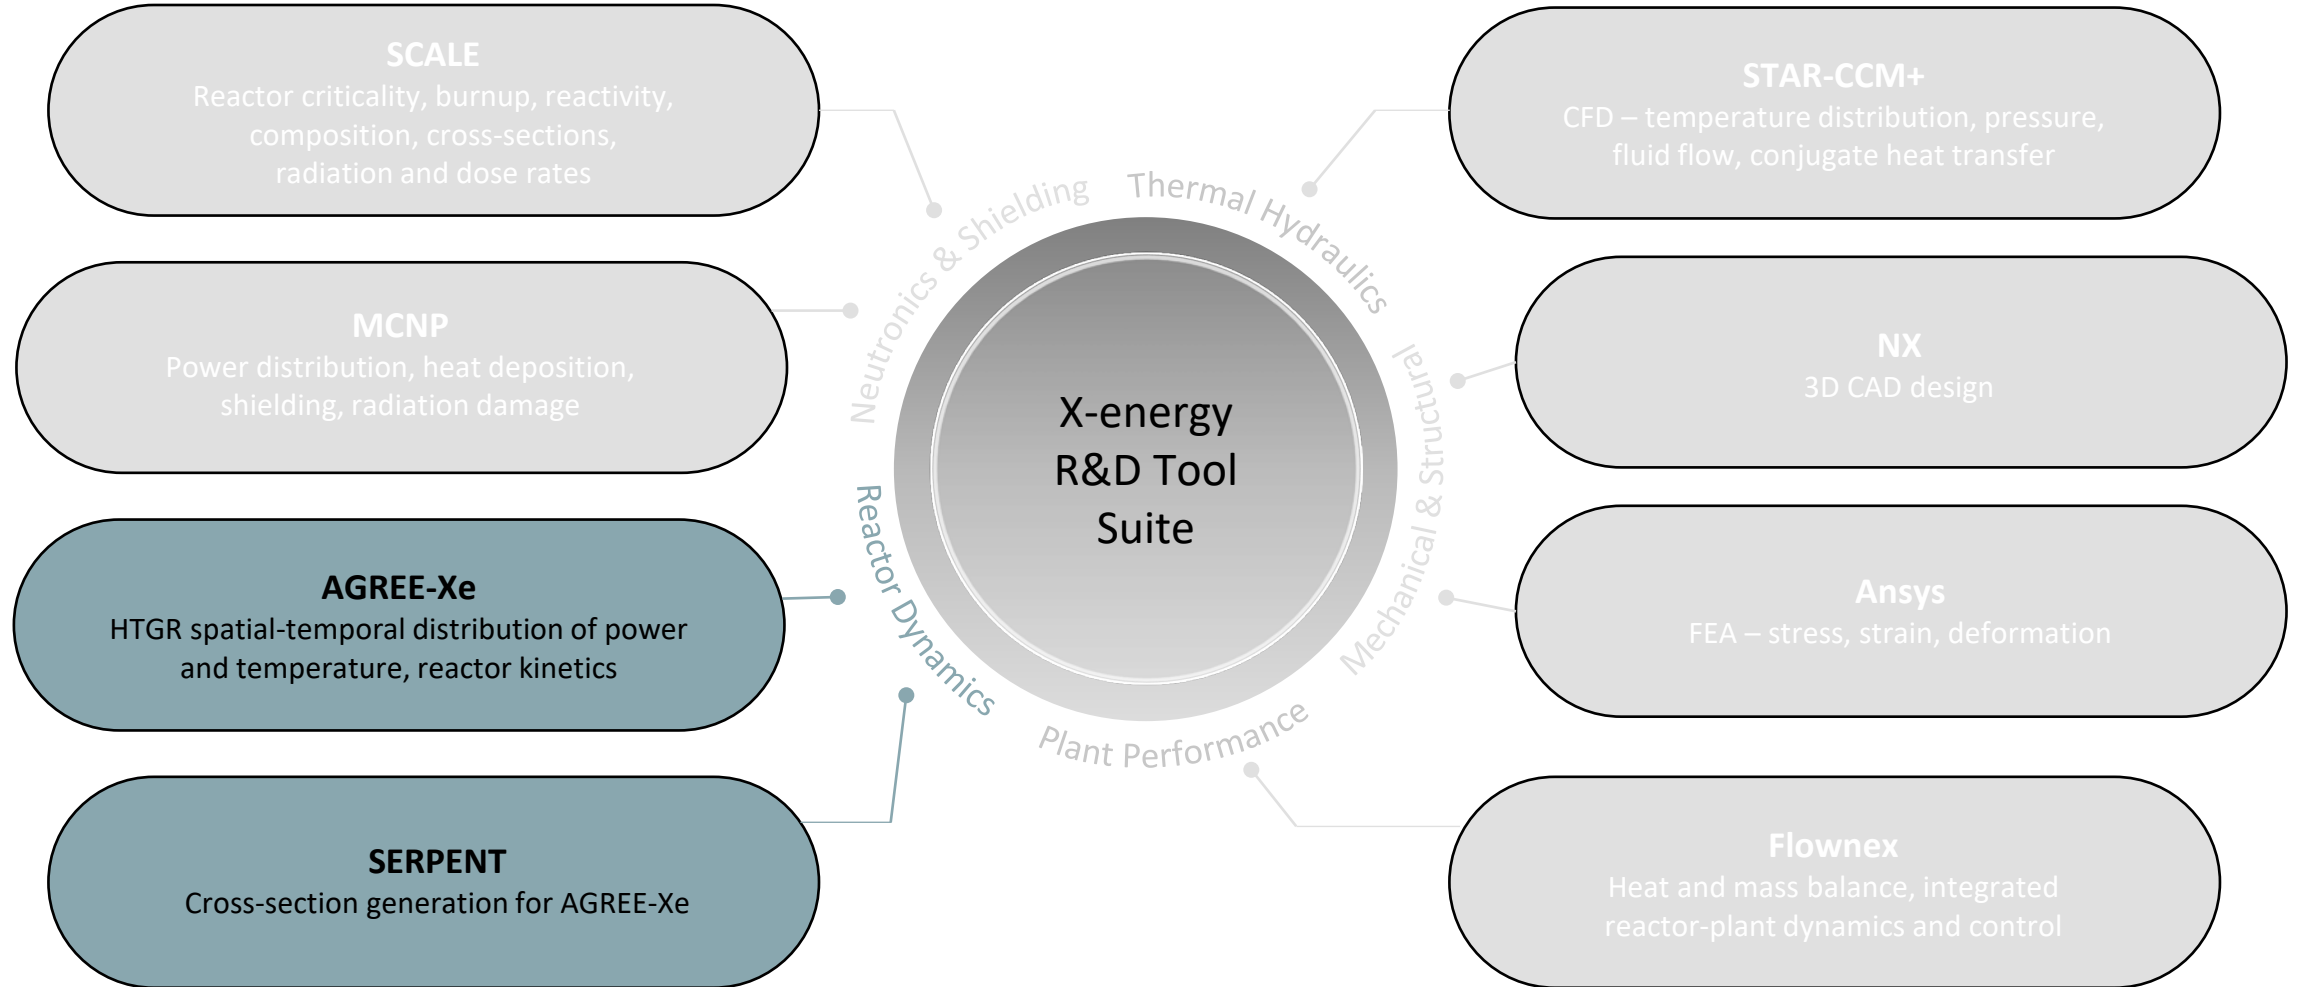 SCALE
Reactor criticality, burnup, reactivity,
composition, cross-sections,
radiation and dose rates
MCNP
Power distribution, heat deposition,
shielding, radiation damage
AGREE-Xe
HTGR spatial-temporal distribution of power
and temperature, reactor kinetics
SERPENT
Cross-section generation for AGREE-Xe
Neutronics & Shielding
Thermal Hydraulics
Mechanical & Structural
Reactor Dynamics
Plant Performance
X-energy
R&D Tool
Suite
STAR-CCM+
CFD – temperature distribution, pressure,
fluid flow, conjugate heat transfer
NX
3D CAD design
Ansys
FEA – stress, strain, deformation
Flownex
Heat and mass balance, integrated
reactor-plant dynamics and control